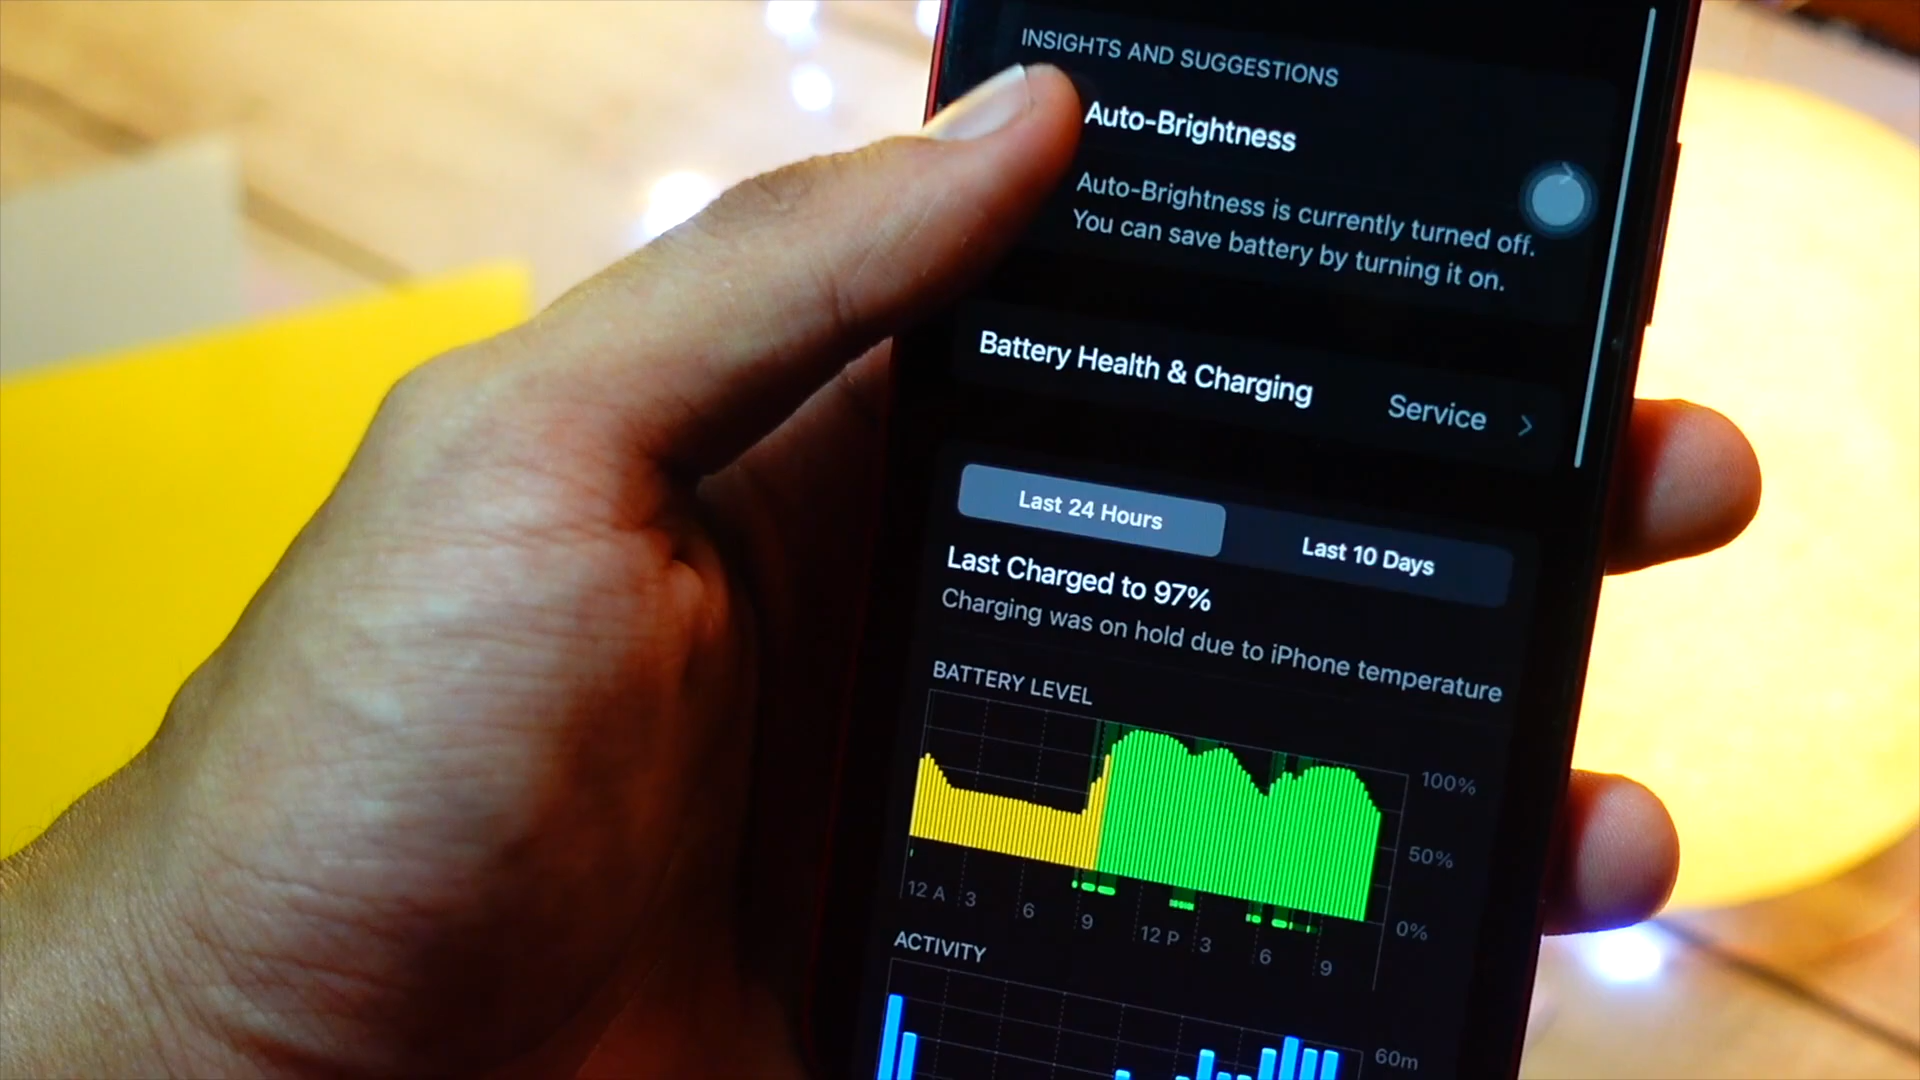 INSIGHTS AND SUGGESTIONS
Auto-Brightness
Auto-Brightness is currently turned off.
You can save battery by turning it on.
Battery Health & Charging Service
Last 24 Hours Last 10 Days
Last Charged to 97%
Charging was on hold due to iPhone temperature
BATTERY LEVEL
100%
50%
0%
12 A 3 6 9 12 P 3 6 9
ACTIVITY
60m